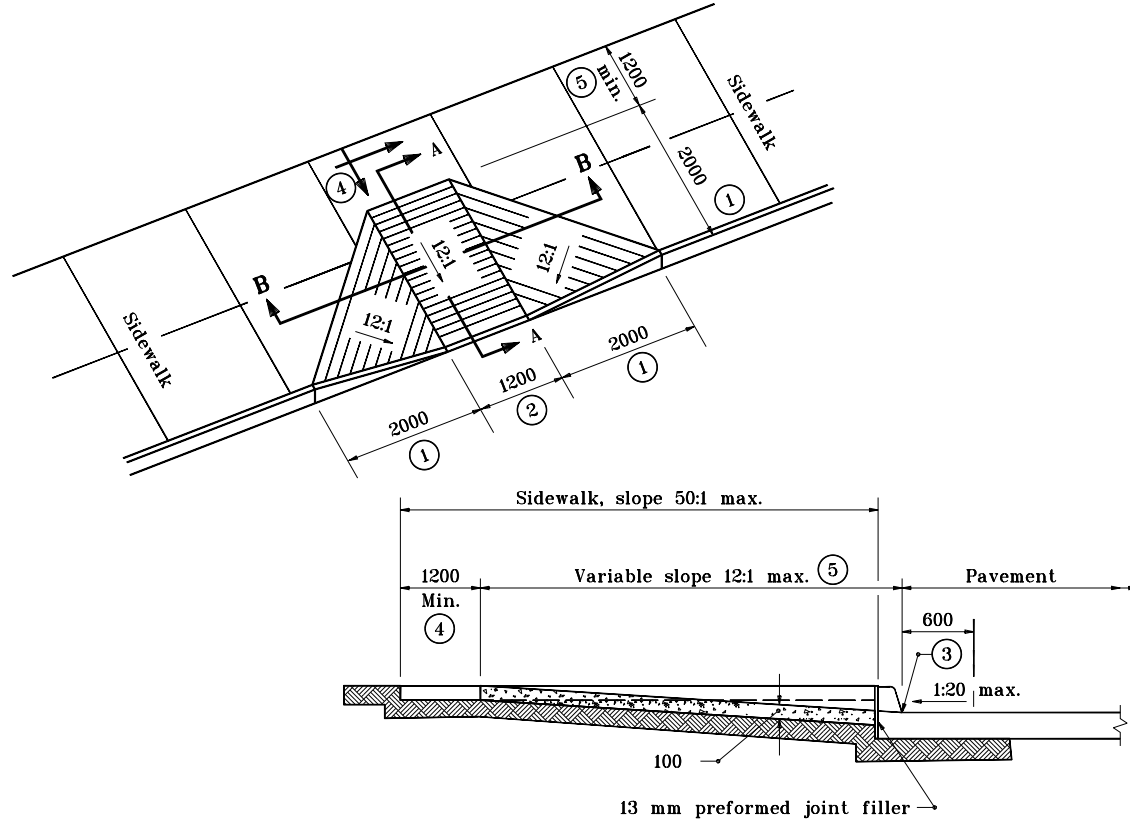 1200
min.
5
Sidewalk
A
4
2000
B
1
12:1
12:1
B
12:1
Sidewalk
A
2000
1
1200
2
2000
1
Sidewalk, slope 50:1 max.
1200
Min.
4
Variable slope 12:1 max. 5
Pavement
600
3
1:20 max.
100
13 mm preformed joint filler